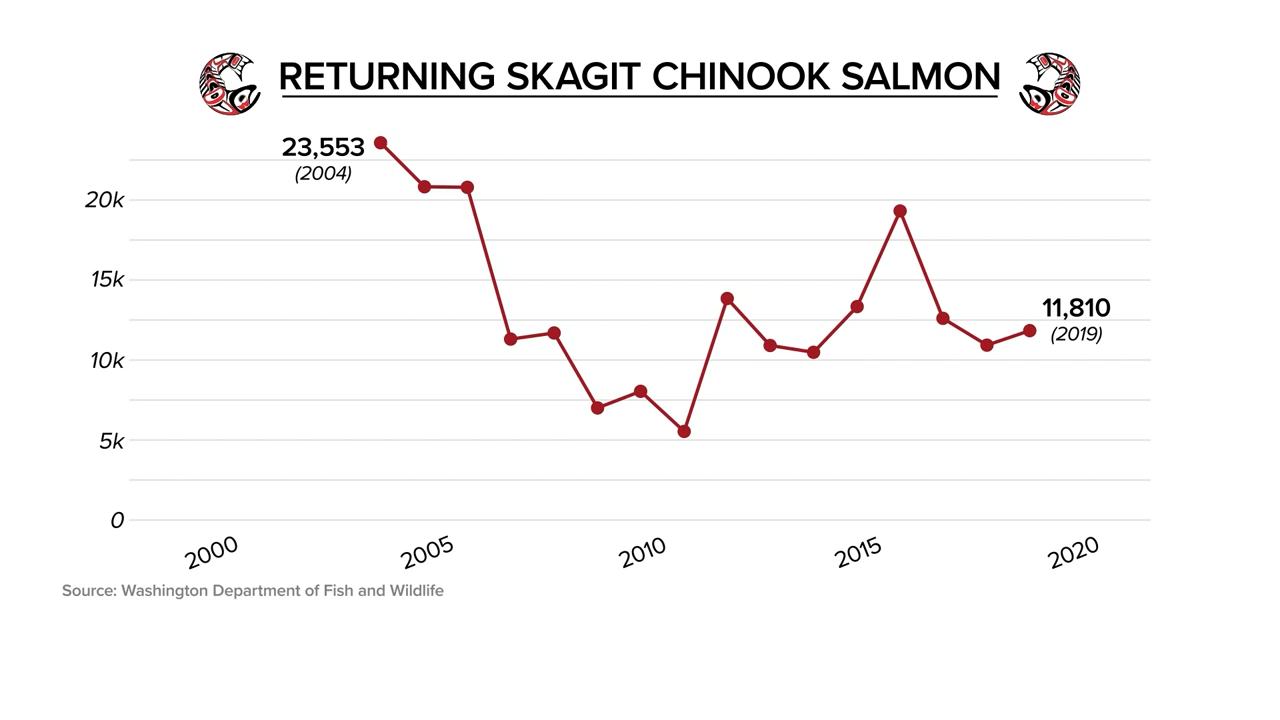 RETURNING SKAGIT CHINOOK SALMON
23,553
(2004)
20k
15k
11,810
(2019)
10k
5k
0
2000
2005
2010
2015
2020
Source: Washington Department of Fish and Wildlife